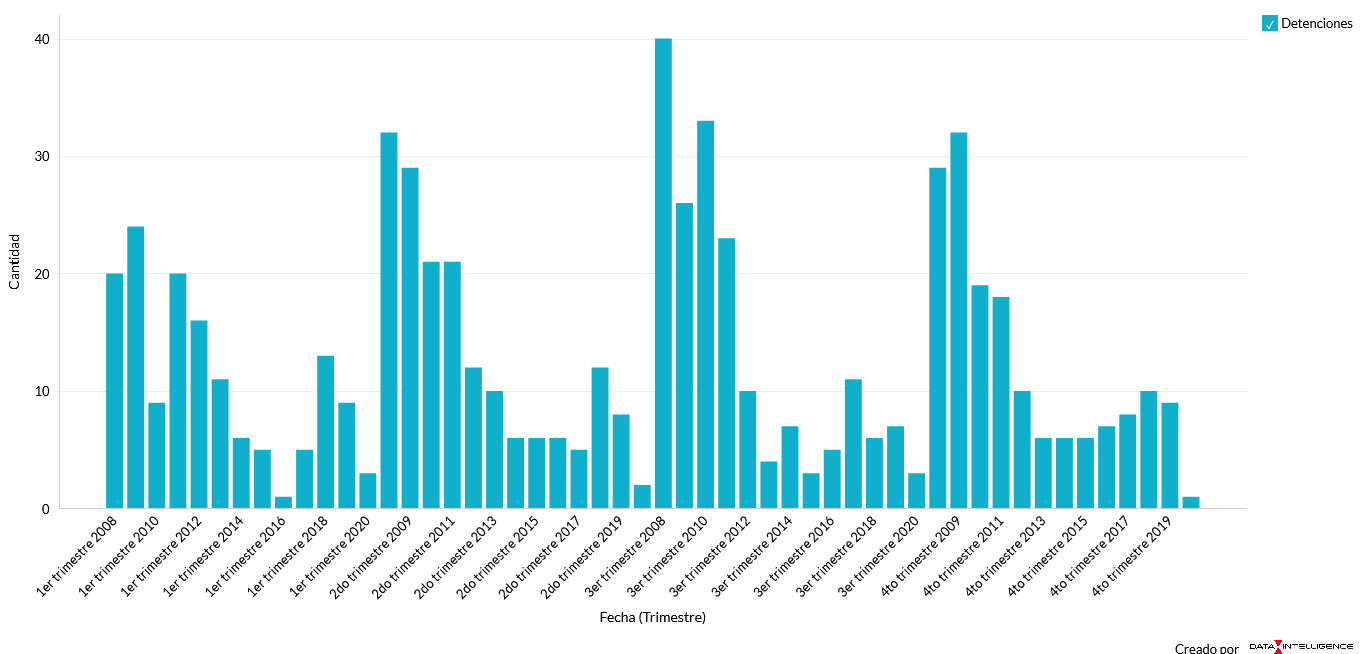 ✓ Detenciones
40
30
20
10
0
Cantidad
1er trimestre 2008
1er trimestre 2010
1er trimestre 2012
1er trimestre 2014
1er trimestre 2016
1er trimestre 2018
1er trimestre 2020
2do trimestre 2009
2do trimestre 2011
2do trimestre 2013
2do trimestre 2015
2do trimestre 2017
2do trimestre 2019
3er trimestre 2008
3er trimestre 2010
3er trimestre 2012
3er trimestre 2014
3er trimestre 2016
3er trimestre 2018
3er trimestre 2020
4to trimestre 2009
4to trimestre 2011
4to trimestre 2013
4to trimestre 2015
4to trimestre 2017
4to trimestre 2019
Fecha (Trimestre)
Creado por DATA INTELLIGENCE